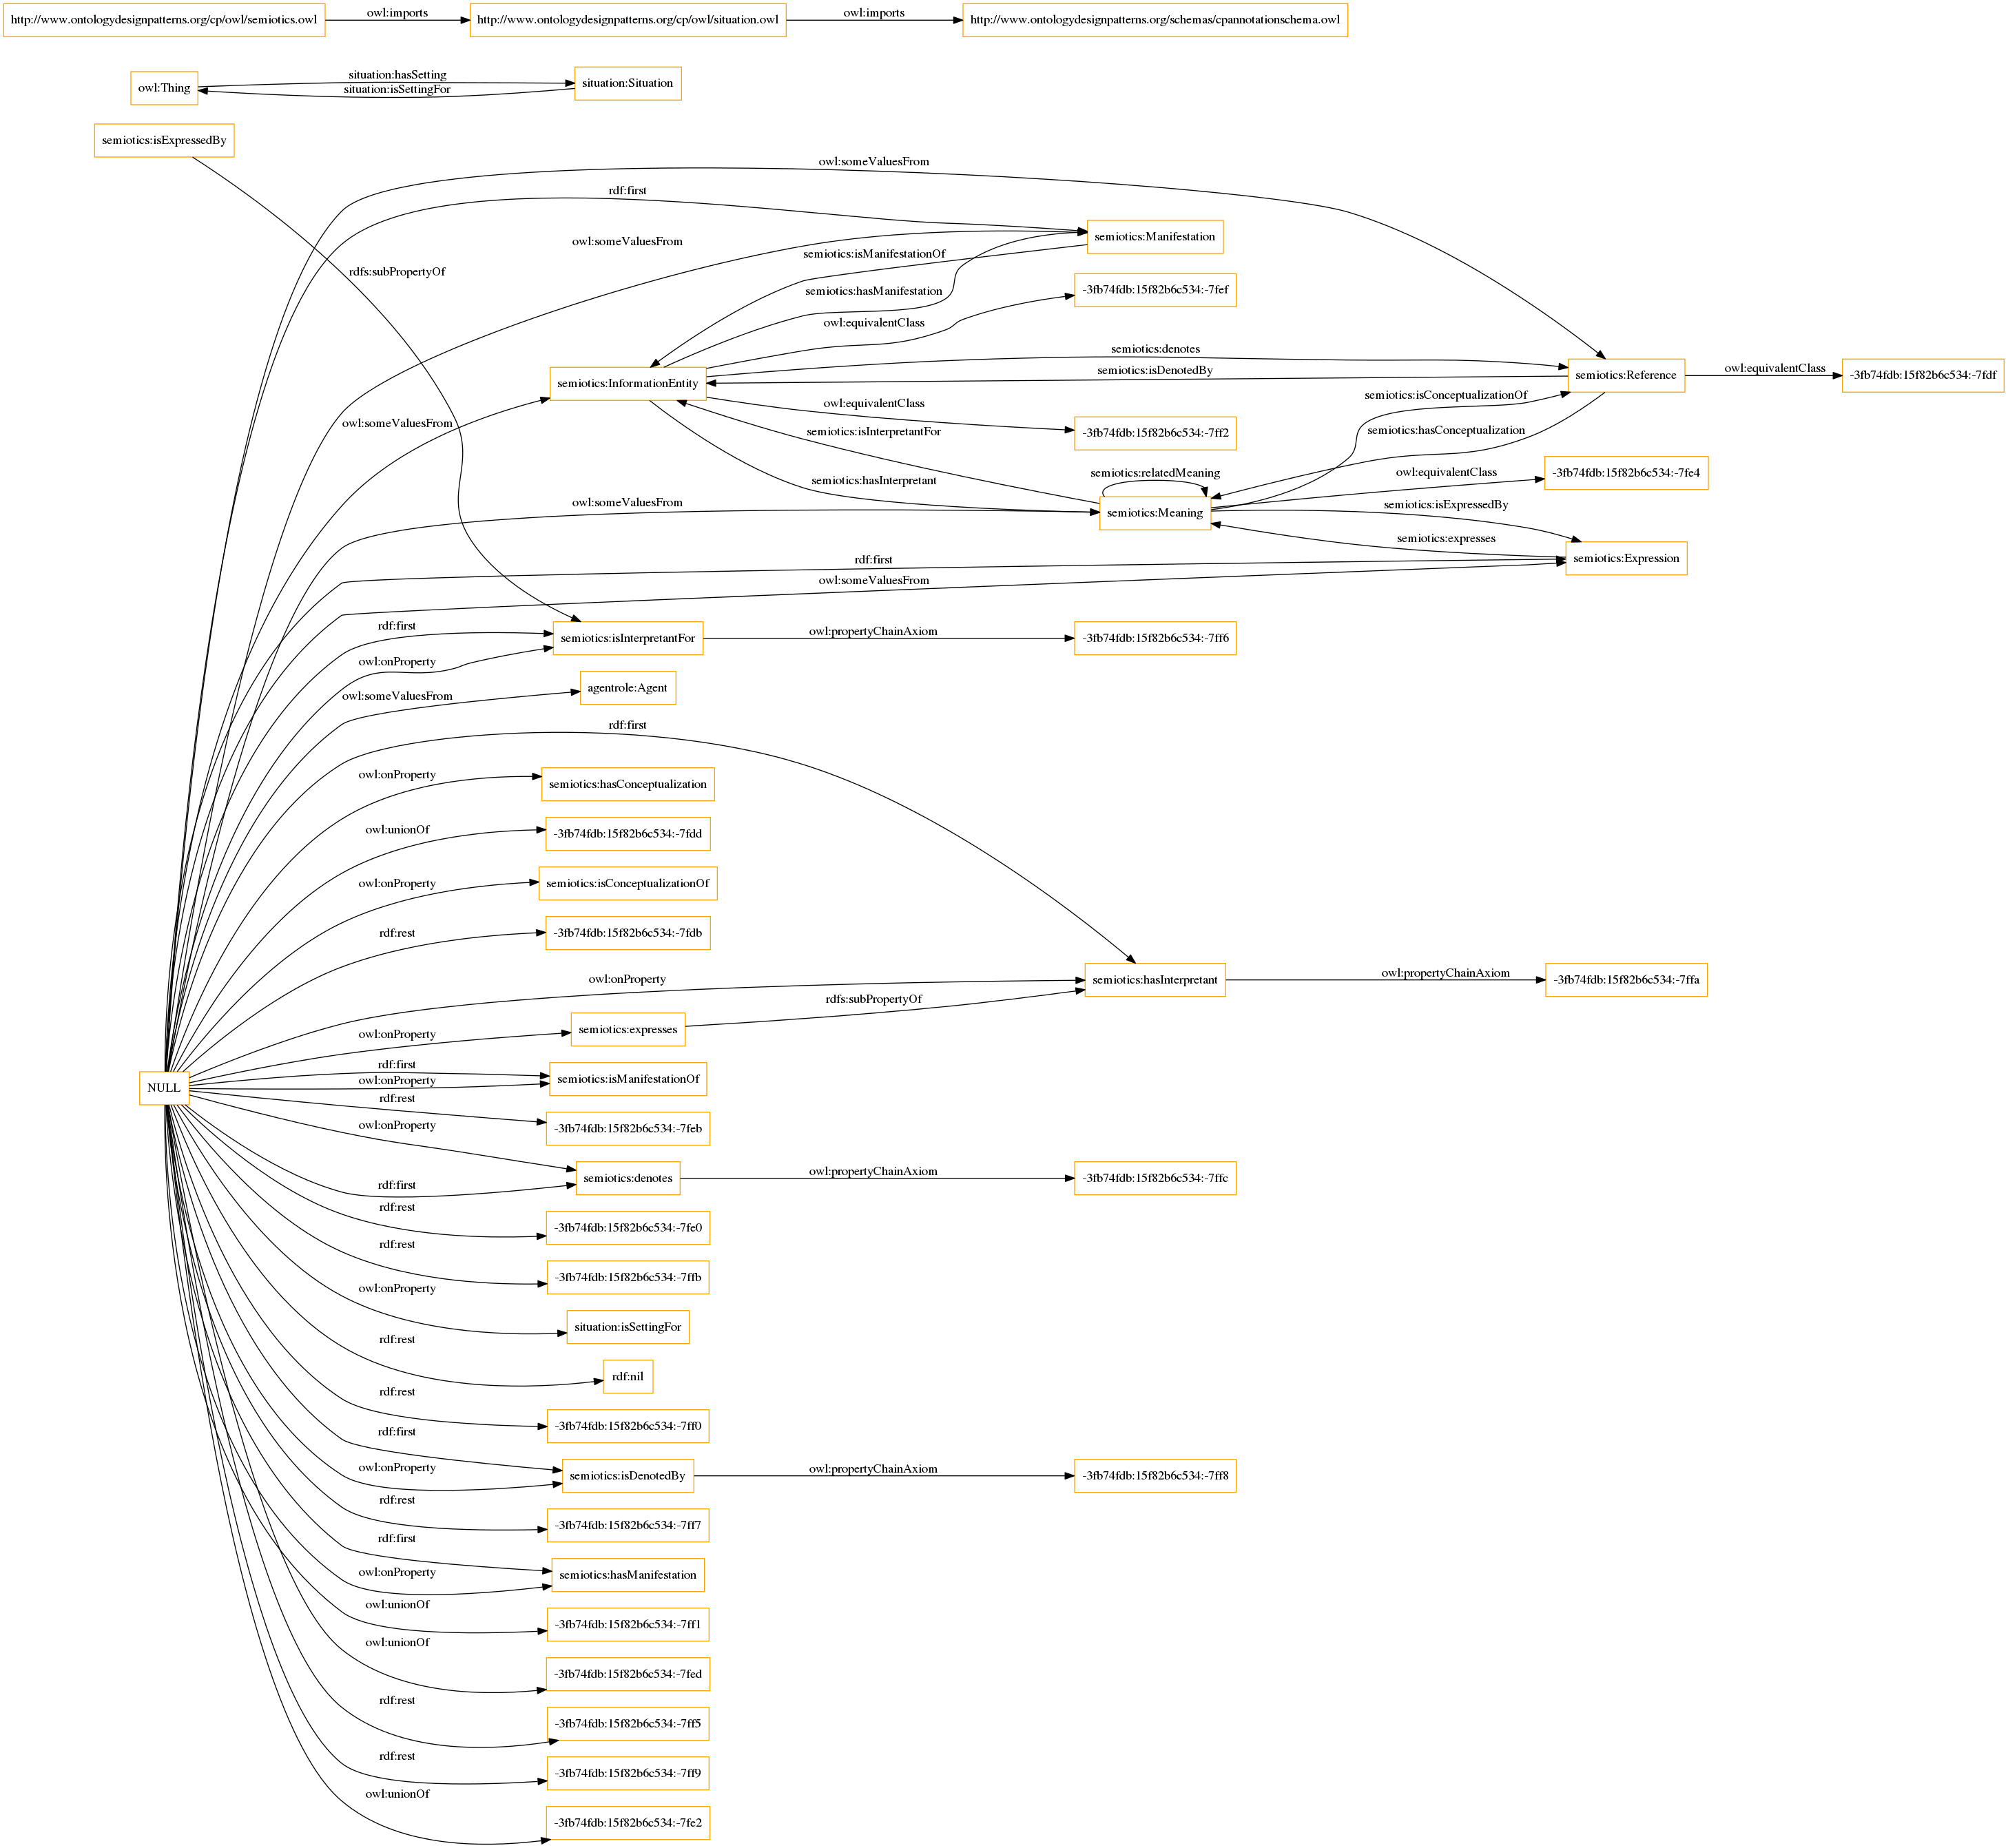 http://www.ontologydesignpatterns.org/cp/owl/semiotics.owl owl:imports http://www.ontologydesignpatterns.org/cp/owl/situation.owl owl:imports http://www.ontologydesignpatterns.org/schemas/cpannotationschema.owl
owl:Thing situation:hasSetting situation:Situation
situation:isSettingFor
semiotics:isExpressedBy
owl:someValuesFrom
rdf:first
semiotics:Manifestation
owl:someValuesFrom
semiotics:isManifestationOf
rdfs:subPropertyOf
semiotics:hasManifestation
-3fb74fdb:15f82b6c534:-7fef
owl:equivalentClass
semiotics:denotes
semiotics:isDenotedBy
semiotics:InformationEntity
semiotics:Reference
owl:equivalentClass
-3fb74fdb:15f82b6c534:-7fdf
semiotics:isConceptualizationOf
owl:equivalentClass
owl:someValuesFrom
semiotics:isInterpretantFor
-3fb74fdb:15f82b6c534:-7ff2
semiotics:hasConceptualization
semiotics:relatedMeaning
owl:equivalentClass
-3fb74fdb:15f82b6c534:-7fe4
semiotics:hasInterpretant
owl:someValuesFrom
semiotics:Meaning
semiotics:isExpressedBy
semiotics:expresses
rdf:first
semiotics:Expression
owl:someValuesFrom
rdf:first
semiotics:isInterpretantFor
owl:propertyChainAxiom
-3fb74fdb:15f82b6c534:-7ff6
owl:onProperty
owl:someValuesFrom
agentrole:Agent
rdf:first
owl:onProperty
semiotics:hasConceptualization
owl:unionOf
-3fb74fdb:15f82b6c534:-7fdd
owl:onProperty
semiotics:isConceptualizationOf
rdf:rest
-3fb74fdb:15f82b6c534:-7fdb
owl:onProperty
semiotics:hasInterpretant
owl:propertyChainAxiom
-3fb74fdb:15f82b6c534:-7ffa
rdfs:subPropertyOf
owl:onProperty
semiotics:expresses
rdf:first
semiotics:isManifestationOf
owl:onProperty
NULL
rdf:rest
-3fb74fdb:15f82b6c534:-7feb
owl:onProperty
semiotics:denotes
owl:propertyChainAxiom
-3fb74fdb:15f82b6c534:-7ffc
rdf:first
rdf:rest
-3fb74fdb:15f82b6c534:-7fe0
rdf:rest
-3fb74fdb:15f82b6c534:-7ffb
owl:onProperty
situation:isSettingFor
rdf:rest
rdf:nil
rdf:rest
-3fb74fdb:15f82b6c534:-7ff0
rdf:first
owl:onProperty
semiotics:isDenotedBy
owl:propertyChainAxiom
-3fb74fdb:15f82b6c534:-7ff8
rdf:rest
-3fb74fdb:15f82b6c534:-7ff7
rdf:first
owl:onProperty
semiotics:hasManifestation
owl:unionOf
-3fb74fdb:15f82b6c534:-7ff1
owl:unionOf
-3fb74fdb:15f82b6c534:-7fed
rdf:rest
-3fb74fdb:15f82b6c534:-7ff5
rdf:rest
-3fb74fdb:15f82b6c534:-7ff9
owl:unionOf
-3fb74fdb:15f82b6c534:-7fe2